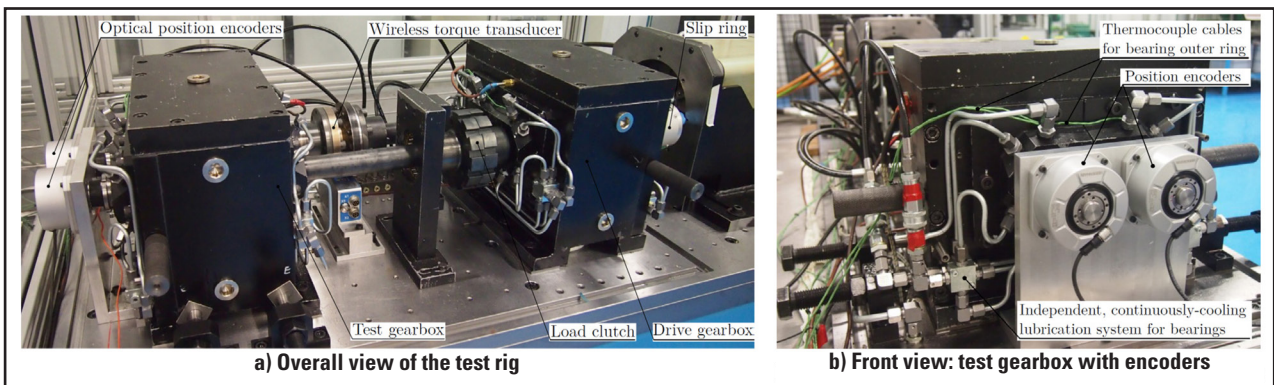 Optical position encoders
Wireless torque transducer
Slip ring
Test gearbox
Load clutch
Drive gearbox
a) Overall view of the test rig
Thermocouple cables
for bearing outer ring
Position encoders
Independent, continuously-cooling
lubrication system for bearings
b) Front view: test gearbox with encoders